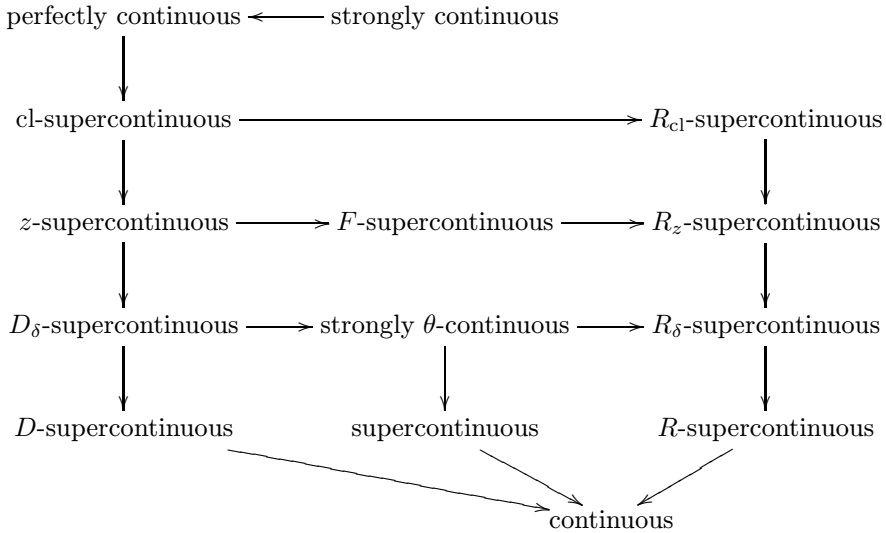 perfectly continuous strongly continuous
cl-supercontinuous R_cl-supercontinuous
z-supercontinuous F-supercontinuous R_z-supercontinuous
D_δ-supercontinuous strongly θ-continuous R_δ-supercontinuous
D-supercontinuous supercontinuous R-supercontinuous
continuous